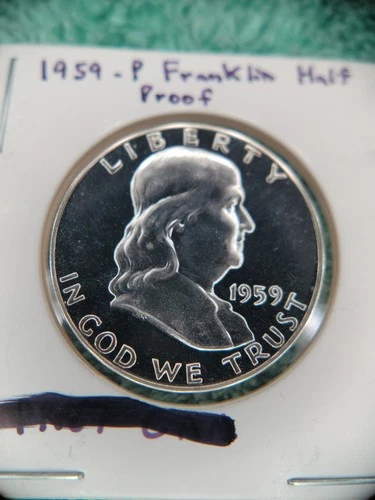 1959-P Franklin Half
Proof
LIBERTY
1959
IN GOD WE TRUST